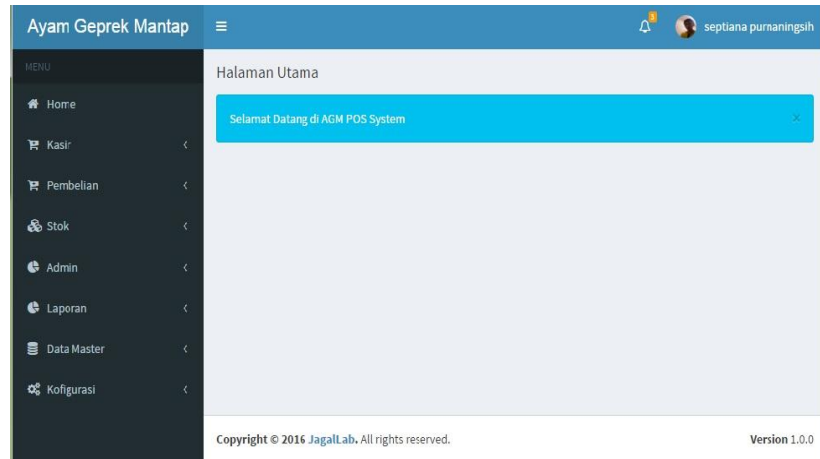 Ayam Geprek Mantap
septiana purnaningsih
MENU
Halaman Utama
Home
Selamat Datang di AGM POS System
×
Kasir
Pembelian
Stok
Admin
Laporan
Data Master
Kofigurasi
Copyright © 2016 JagalLab. All rights reserved.
Version 1.0.0